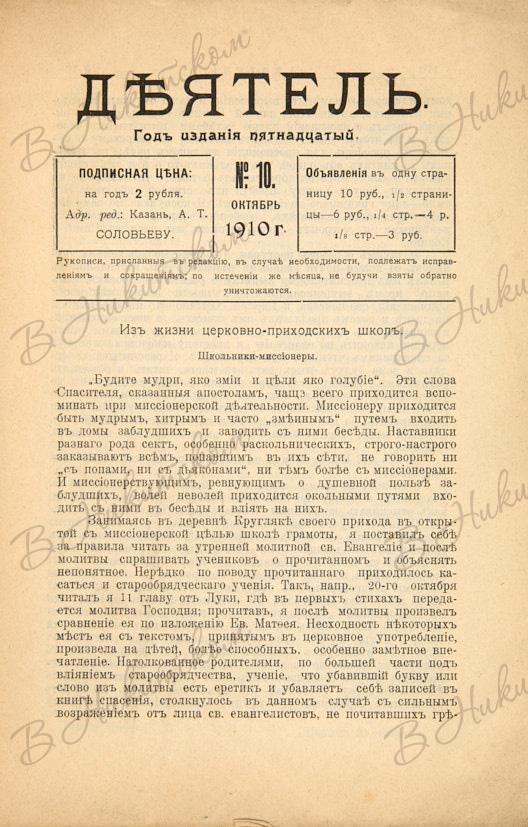 ДѢЯТЕЛЬ.
Годъ изданія пятнадцатый.
ПОДПИСНАЯ ЦѢНА:
на годъ 2 рубля.
Адр. ред.: Казань, А. Т.
СОЛОВЬЕВУ.
№ 10.
ОКТЯБРЬ
1910 г.
Объявленія въ одну стра-
ницу 10 руб., 1/2 страни-
цы—6 руб., 1/4 стр.—4 р.
1/8 стр.—3 руб.
Рукописи, присланныя въ редакцію, въ случаѣ необходимости, подлежатъ исправ-
леніямъ и сокращеніямъ; по истеченіи же мѣсяца, не будучи взяты обратно
уничтожаются.
Изъ жизни церковно-приходскихъ школъ.
Школьники-миссіонеры.
„Будите мудри, яко зміи и цѣли яко голубіе“. Эти слова
Спасителя, сказанныя апостоламъ, чаще всего приходится вспо-
минать при миссіонерской дѣятельности. Миссіонеру приходится
быть мудрымъ, хитрымъ и часто „змѣинымъ“ путемъ входить
въ домы заблудшихъ и заводить съ ними бесѣды. Наставники
разнаго рода сектъ, особенно раскольническихъ, строго-настрого
заказываютъ всѣмъ, попавшимъ въ ихъ сѣти, не говорить ни
„съ попами, ни съ дьяконами“, ни тѣмъ болѣе съ миссіонерами.
И миссіонерствующимъ, ревнующимъ о душевной пользѣ за-
блудшихъ, волей неволей приходится окольными путями вхо-
дить съ ними въ бесѣды и вліять на нихъ.
Занимаясь въ деревнѣ Круглякѣ своего прихода въ откры-
той съ миссіонерской цѣлью школѣ грамоты, я поставилъ себѣ
за правила читать за утренней молитвой св. Евангеліе и послѣ
молитвы спрашивать учениковъ о прочитанномъ и объяснять
непонятное. Нерѣдко по поводу прочитаннаго приходилось ка-
саться и старообрядческаго ученія. Такъ, напр., 20-го октября
читалъ я 11 главу отъ Луки, гдѣ въ первыхъ стихахъ переда-
ется молитва Господня; прочитавъ, я послѣ молитвы произвелъ
сравненіе ея по изложенію Ев. Матѳея. Несходность нѣкоторыхъ
мѣстъ ея съ текстомъ, принятымъ въ церковное употребленіе,
произвела на дѣтей, болѣе способныхъ, особенно замѣтное впе-
чатленіе. Натолкованное родителями, по большей части подъ
вліяніемъ старообрядчества, ученіе, что убавившій букву или
слово изъ молитвы есть еретикъ и убавляетъ себѣ записей въ
книгѣ спасенія, столкнулось въ данномъ случаѣ съ сильнымъ
возраженіемъ отъ лица св. евангелистовъ, не почитавшихъ грѣ-
В. Никитском